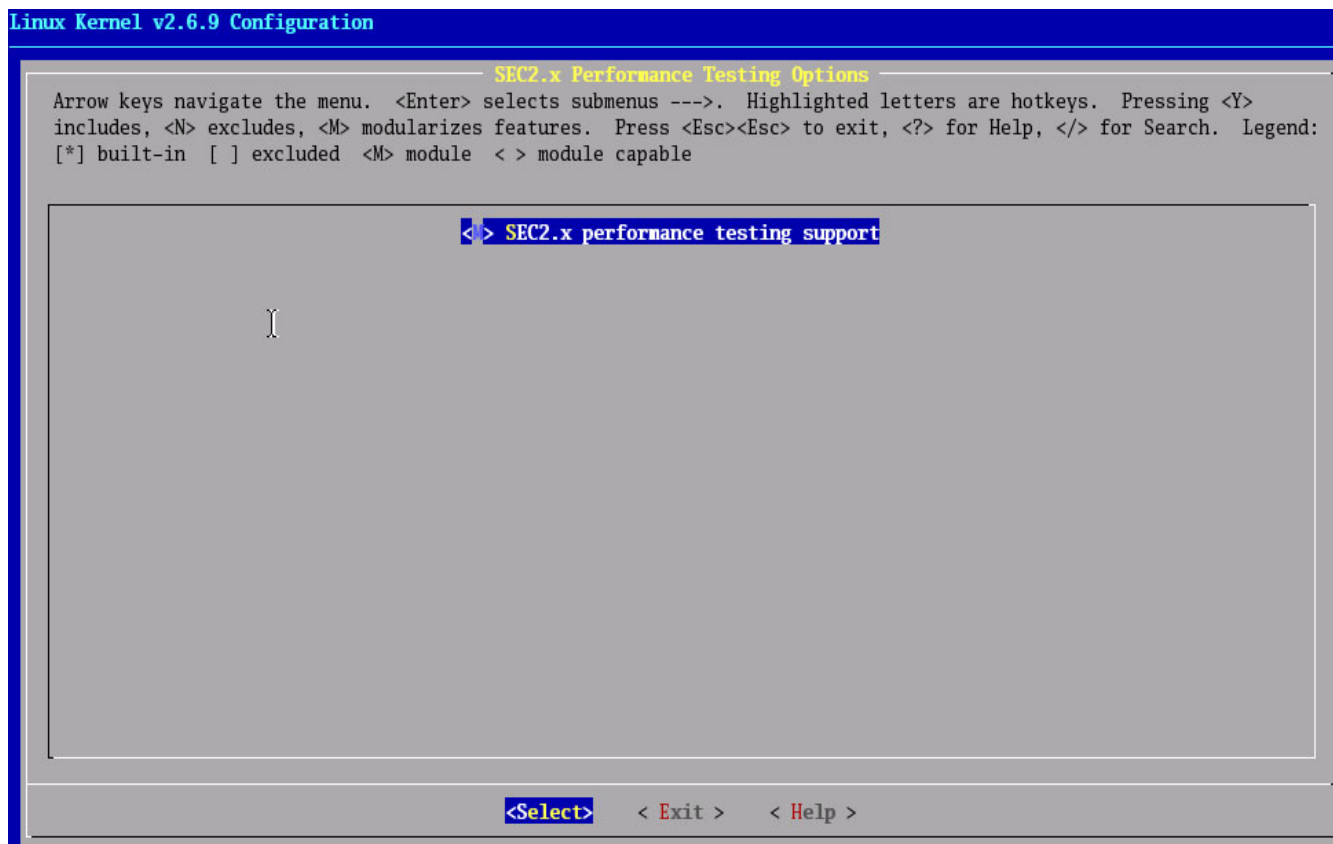 Linux Kernel v2.6.9 Configuration
SEC2.x Performance Testing Options
Arrow keys navigate the menu.  <Enter> selects submenus --->.  Highlighted letters are hotkeys.  Pressing <Y>
includes, <N> excludes, <M> modularizes features.  Press <Esc><Esc> to exit, <?> for Help, </> for Search.  Legend:
[*] built-in  [ ] excluded  <M> module  < > module capable
<M> SEC2.x performance testing support
<Select>    < Exit >    < Help >